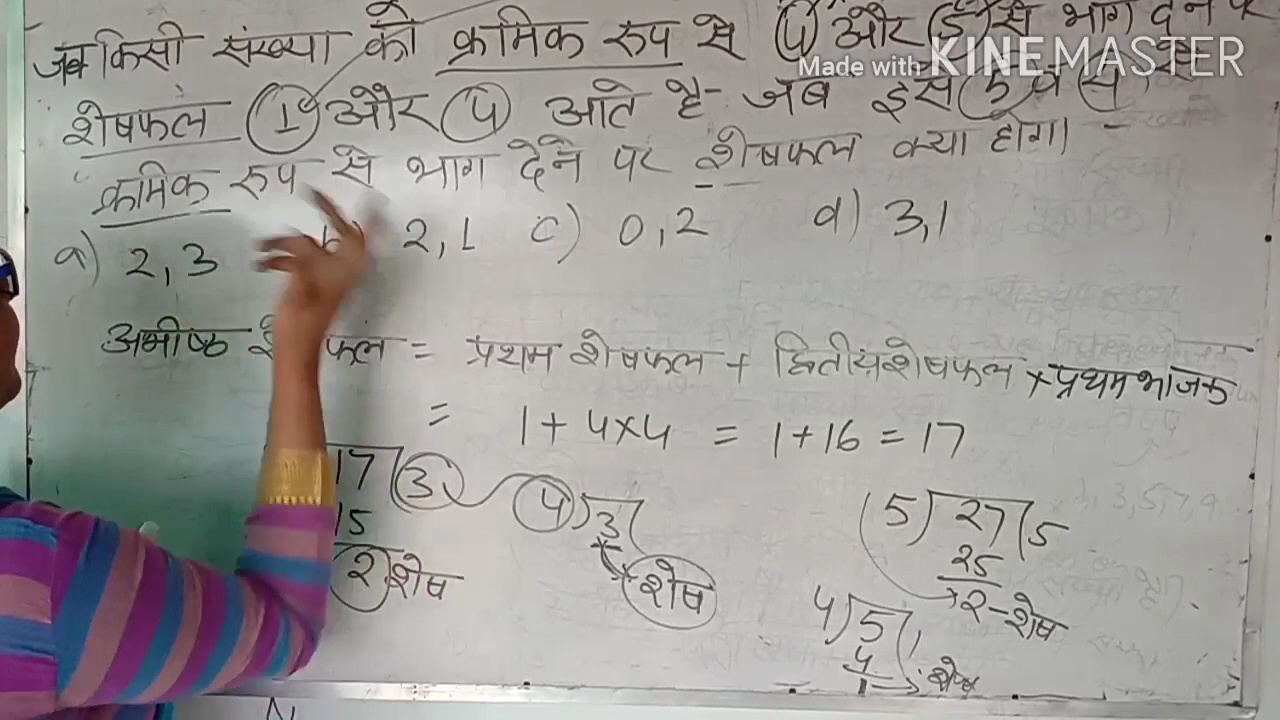 जब किसी संख्या को क्रमिक रुप से 4 और 5 से भाग देने पर
Made with KINEMASTER
शेषफल 1 और 4 आते है- जब इसे 5 व 4 से
क्रमिक रुप से भाग देने पर शेषफल क्या होगा। -
a) 2,3 2,1 c) 0,2 d) 3,1
अभीष्ठ = प्रथम शेषफल + द्वितीय शेषफल × प्रथम भाजक
= 1 + 4×4 = 1+16 = 17
17 ( 3 4 ) 3 ( 5 ) 27 ( 5
15 25
2 शेष शेष 2 - शेष
4 ) 5 ( 1
4
1 → शेष